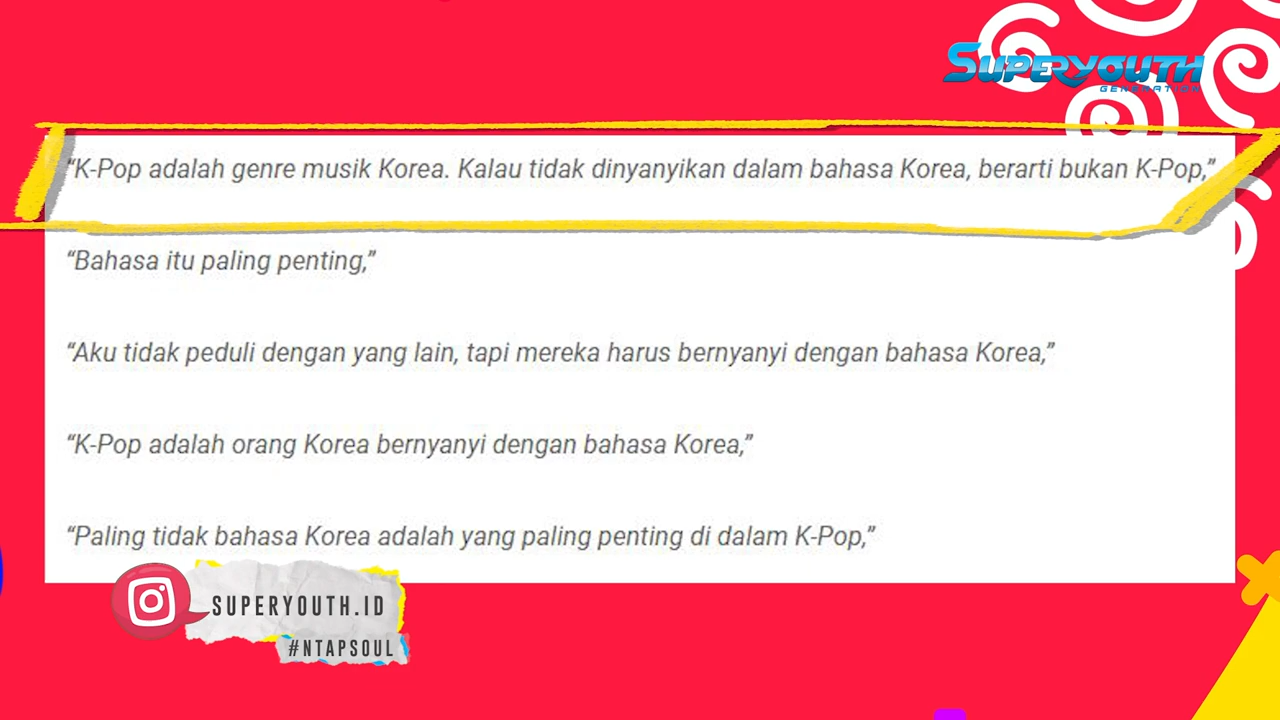 SUPERYOUTH
GENERATION
“K-Pop adalah genre musik Korea. Kalau tidak dinyanyikan dalam bahasa Korea, berarti bukan K-Pop,”
“Bahasa itu paling penting,”
“Aku tidak peduli dengan yang lain, tapi mereka harus bernyanyi dengan bahasa Korea,”
“K-Pop adalah orang Korea bernyanyi dengan bahasa Korea,”
“Paling tidak bahasa Korea adalah yang paling penting di dalam K-Pop,”
SUPERYOUTH.ID
#NTAPSOUL